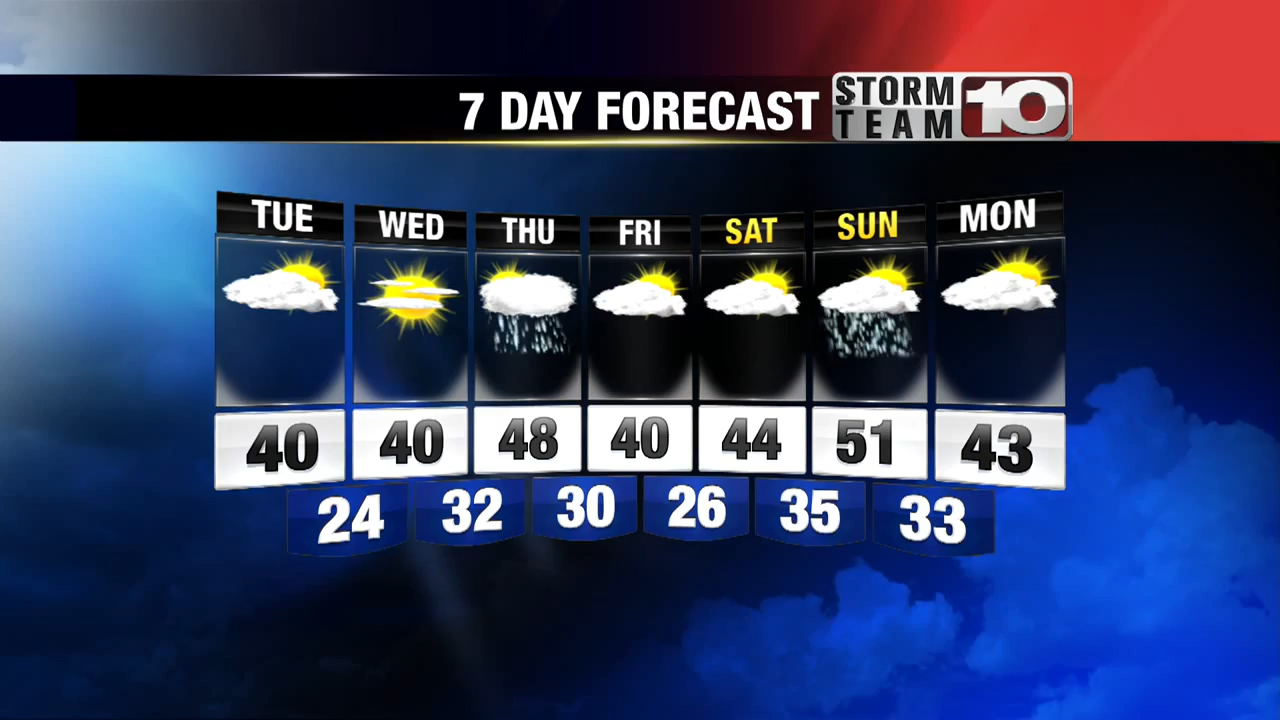 7 DAY FORECAST
STORM
TEAM
10
TUE WED THU FRI SAT SUN MON
40 40 48 40 44 51 43
24 32 30 26 35 33